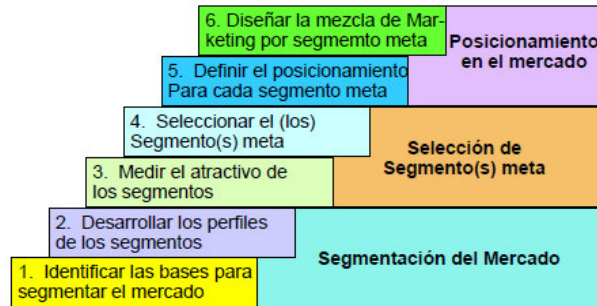 6. Diseñar la mezcla de Mar-
keting por segmemto meta
Posicionamiento
en el mercado
5. Definir el posicionamiento
Para cada segmento meta
4. Seleccionar el (los)
Segmento(s) meta
Selección de
Segmento(s) meta
3. Medir el atractivo de
los segmentos
2. Desarrollar los perfiles
de los segmentos
Segmentación del Mercado
1. Identificar las bases para
segmentar el mercado